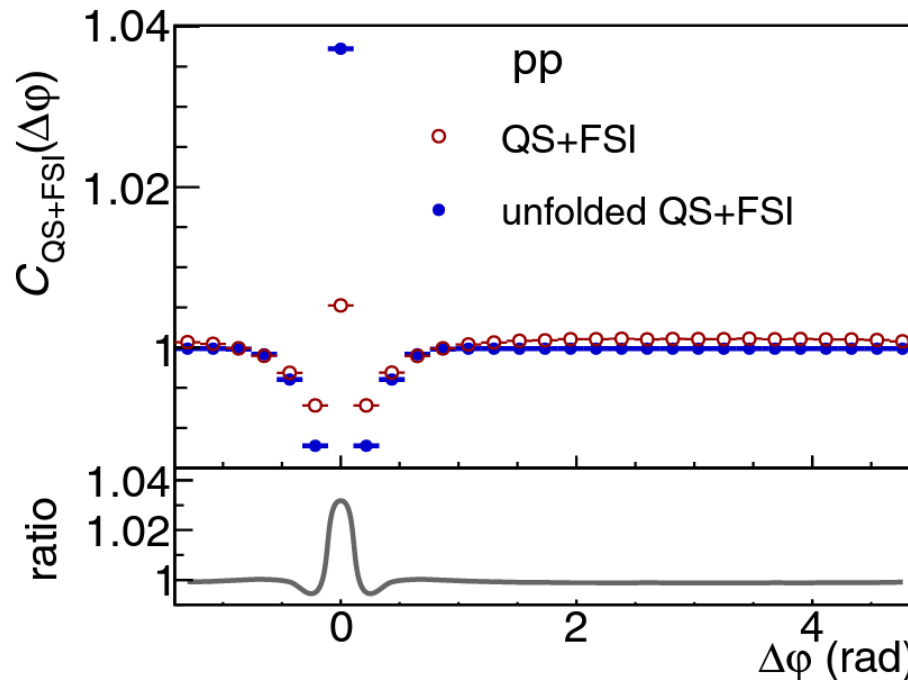 1.04
pp
QS+FSI
1.02
unfolded QS+FSI
C_QS+FSI(Δφ)
1
1.04
1.02
1
ratio
0
2
4
Δφ (rad)